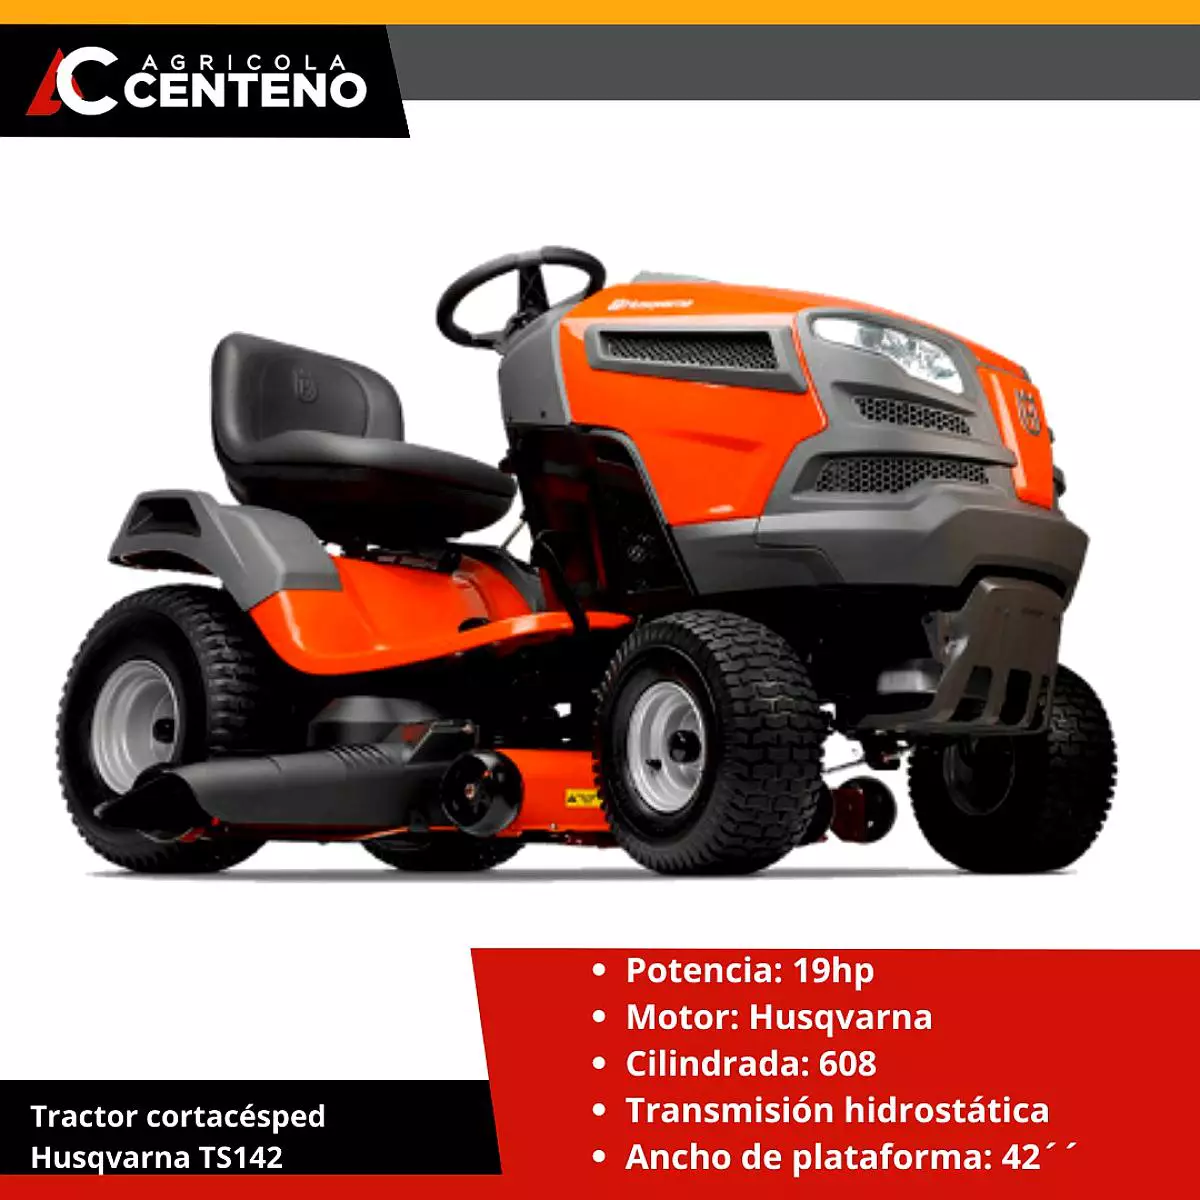 AGRICOLA
CENTENO
Husqvarna
• Potencia: 19hp
• Motor: Husqvarna
• Cilindrada: 608
• Transmisión hidrostática
• Ancho de plataforma: 42´´
Tractor cortacésped
Husqvarna TS142